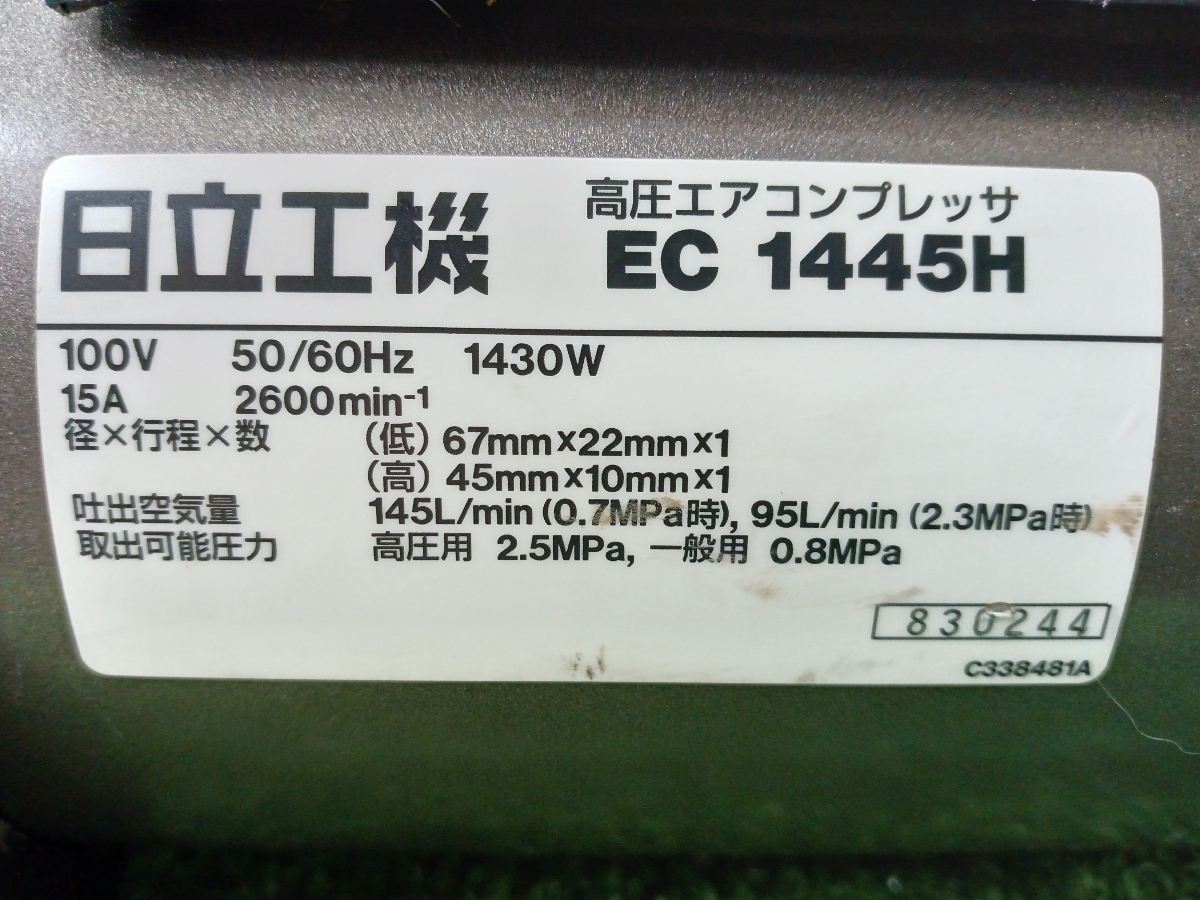 日立工機
高圧エアコンプレッサ
EC 1445H
100V 50/60Hz 1430W
15A 2600min⁻¹
径×行程×数 (低) 67mm×22mm×1
(高) 45mm×10mm×1
吐出空気量 145L/min (0.7MPa時), 95L/min (2.3MPa時)
取出可能圧力 高圧用 2.5MPa, 一般用 0.8MPa
830244
C338481A